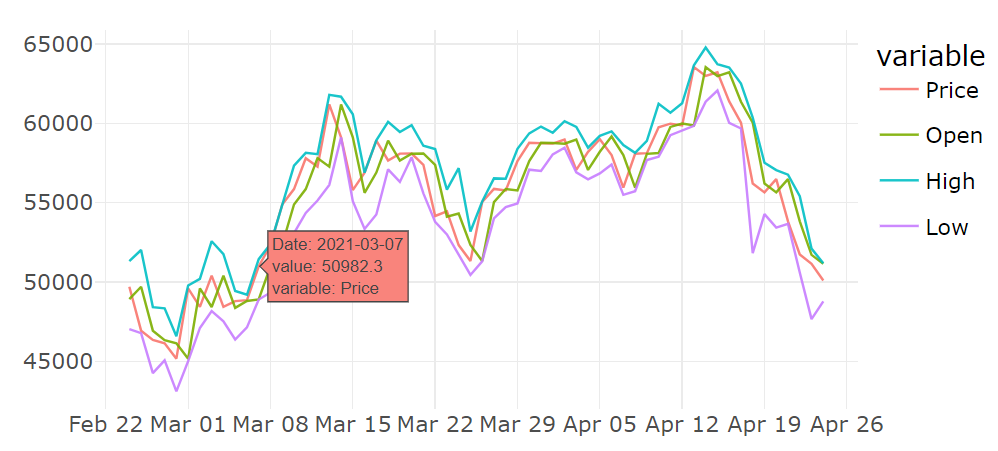 65000
60000
55000
50000
45000
Feb 22 Mar 01 Mar 08 Mar 15 Mar 22 Mar 29 Apr 05 Apr 12 Apr 19 Apr 26
Date: 2021-03-07
value: 50982.3
variable: Price
variable
Price
Open
High
Low